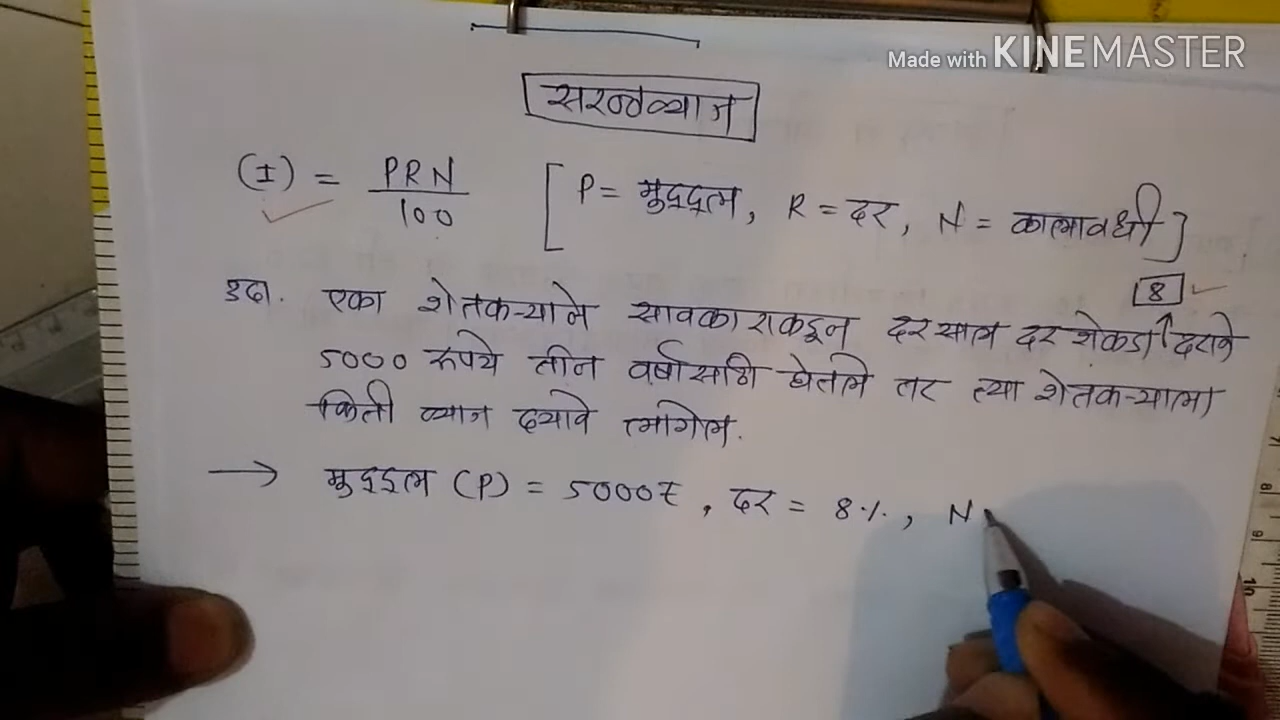 Made with KINEMASTER
सरळव्याज
(I) = PRN/100 [P = मुद्दल, R = दर, N = कालावधी]
8
उदा. एका शेतकऱ्याने सावकाराकडून दरसाल दर शेकडा ↑ दराने
5000 रुपये तीन वर्षासाठी घेतले तर त्या शेतकऱ्याला
किती व्याज द्यावे लागेल.
→ मुद्दल (P) = 5000₹, दर = 8%, N